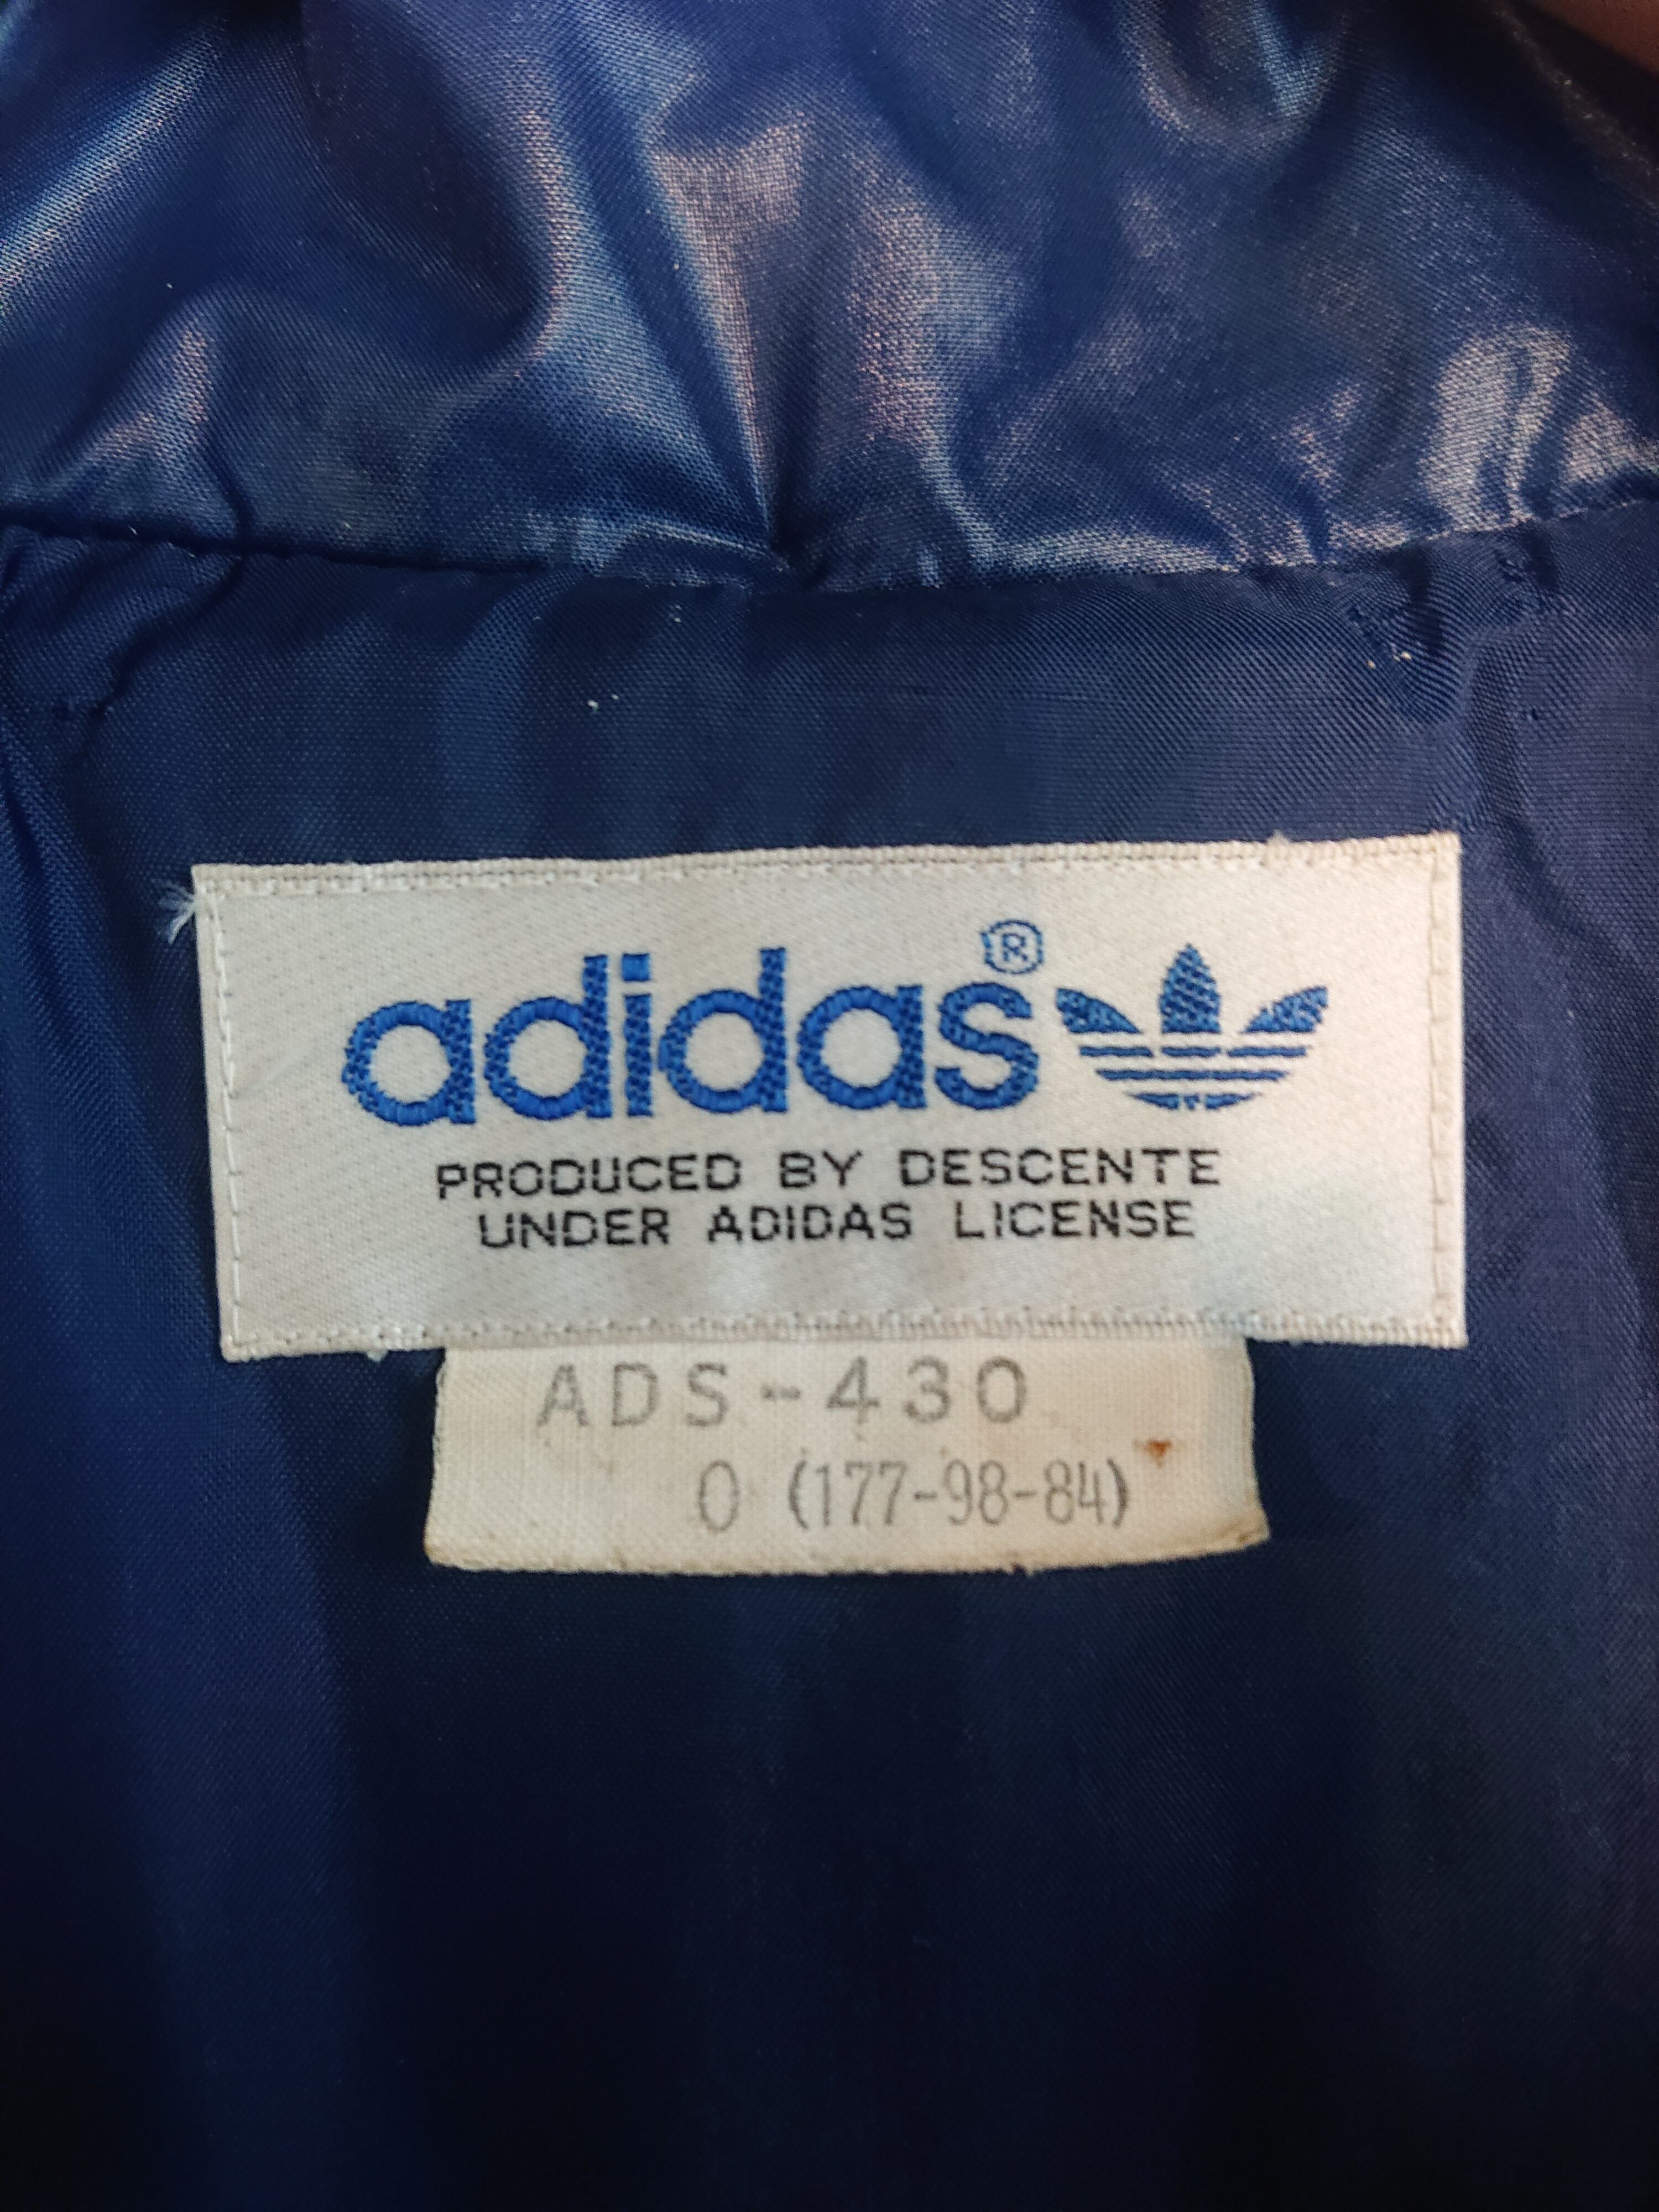 adidas®
PRODUCED BY DESCENTE
UNDER ADIDAS LICENSE
ADS-430
O (177-98-84)